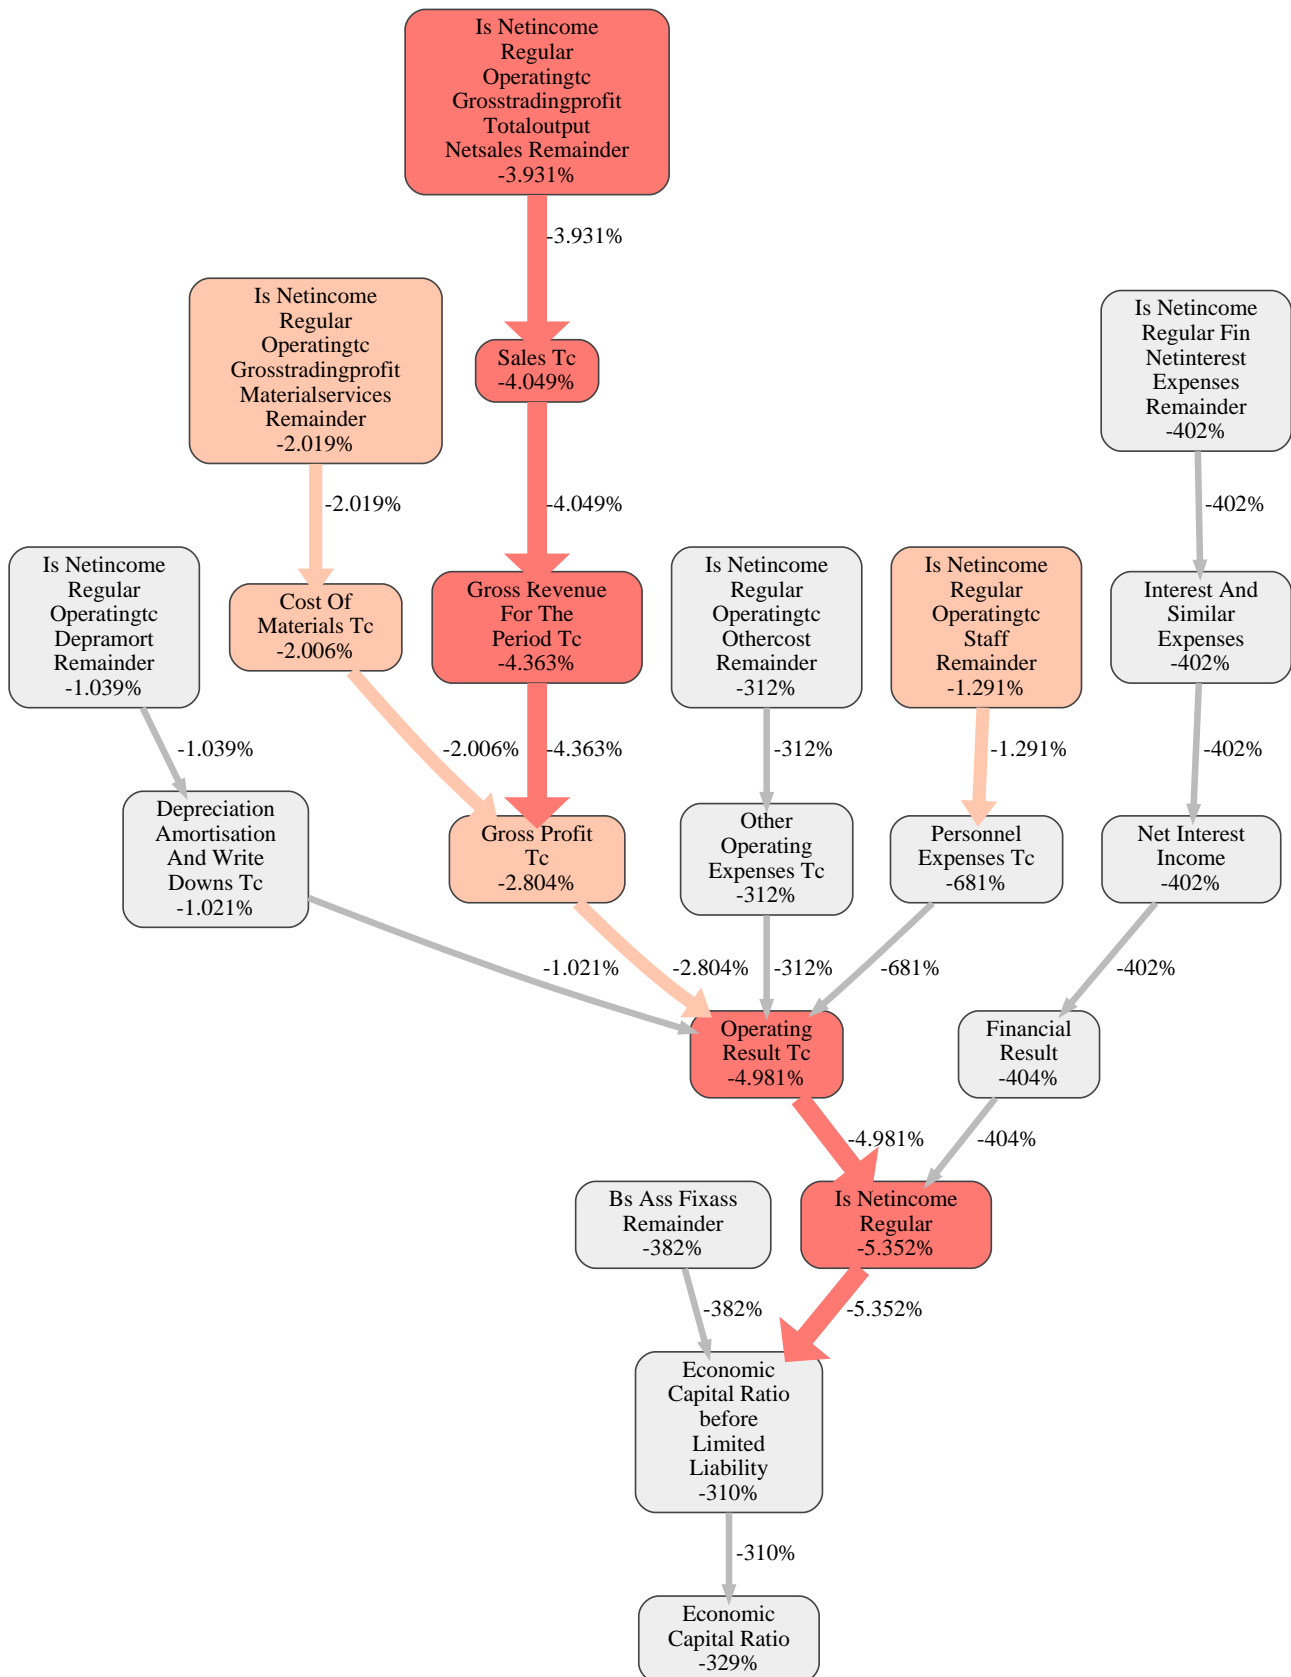 Is Netincome
Regular
Operatingtc
Grosstradingprofit
Totaloutput
Netsales Remainder
-3.931%
-3.931%
Is Netincome
Regular
Operatingtc
Grosstradingprofit
Materialservices
Remainder
-2.019%
Sales Tc
-4.049%
Is Netincome
Regular Fin
Netinterest
Expenses
Remainder
-402%
-2.019%
-4.049%
-402%
Is Netincome
Regular
Operatingtc
Depramort
Remainder
-1.039%
Cost Of
Materials Tc
-2.006%
Gross Revenue
For The
Period Tc
-4.363%
Is Netincome
Regular
Operatingtc
Othercost
Remainder
-312%
Is Netincome
Regular
Operatingtc
Staff
Remainder
-1.291%
Interest And
Similar
Expenses
-402%
-1.039%
-2.006%
-4.363%
-312%
-1.291%
-402%
Depreciation
Amortisation
And Write
Downs Tc
-1.021%
Gross Profit
Tc
-2.804%
Other
Operating
Expenses Tc
-312%
Personnel
Expenses Tc
-681%
Net Interest
Income
-402%
-1.021%
-2.804%
-312%
-681%
-402%
Operating
Result Tc
-4.981%
Financial
Result
-404%
-4.981%
-404%
Bs Ass Fixass
Remainder
-382%
Is Netincome
Regular
-5.352%
-382%
-5.352%
Economic
Capital Ratio
before
Limited
Liability
-310%
-310%
Economic
Capital Ratio
-329%